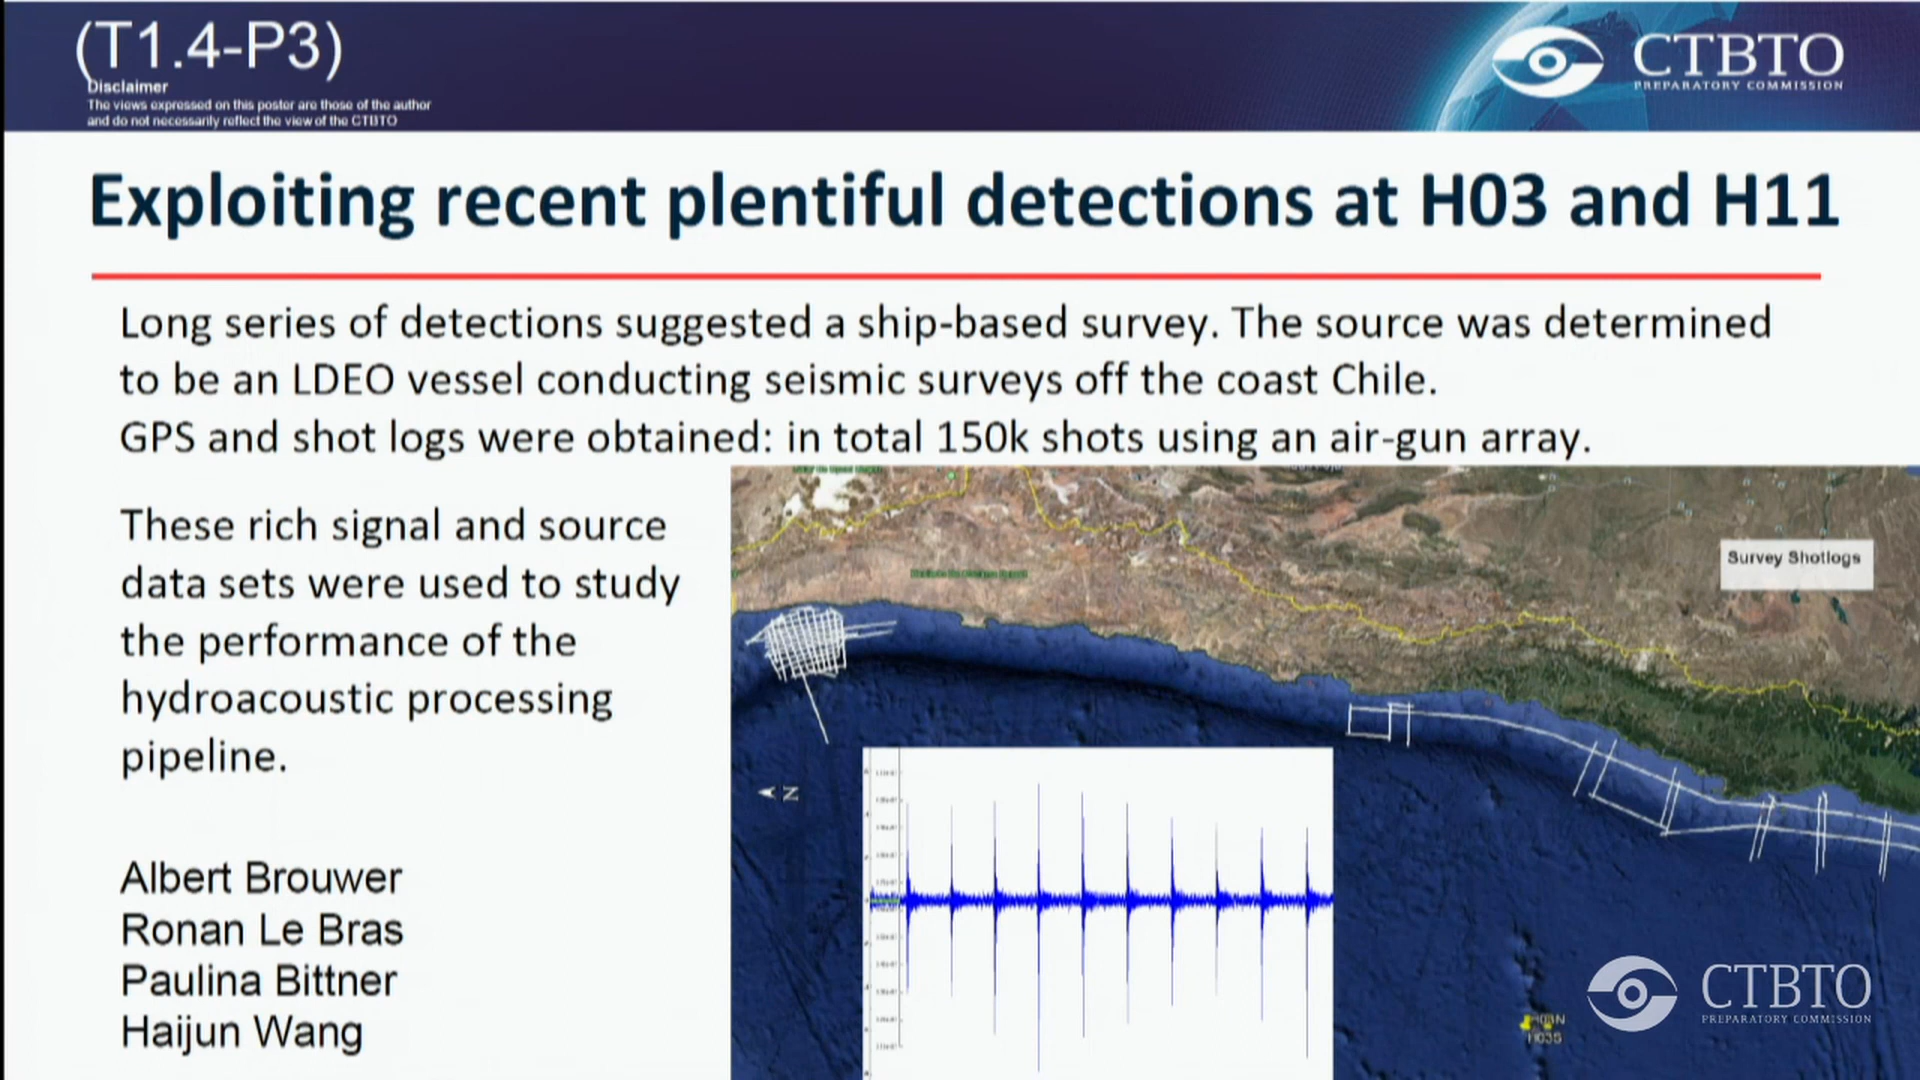 (T1.4-P3)
Disclaimer
The views expressed on this poster are those of the author
and do not necessarily reflect the view of the CTBTO
CTBTO
PREPARATORY COMMISSION
Exploiting recent plentiful detections at H03 and H11
Long series of detections suggested a ship-based survey. The source was determined
to be an LDEO vessel conducting seismic surveys off the coast Chile.
GPS and shot logs were obtained: in total 150k shots using an air-gun array.
These rich signal and source
data sets were used to study
the performance of the
hydroacoustic processing
pipeline.
Albert Brouwer
Ronan Le Bras
Paulina Bittner
Haijun Wang
Survey Shotlogs
N
H03N
H03S
CTBTO
PREPARATORY COMMISSION